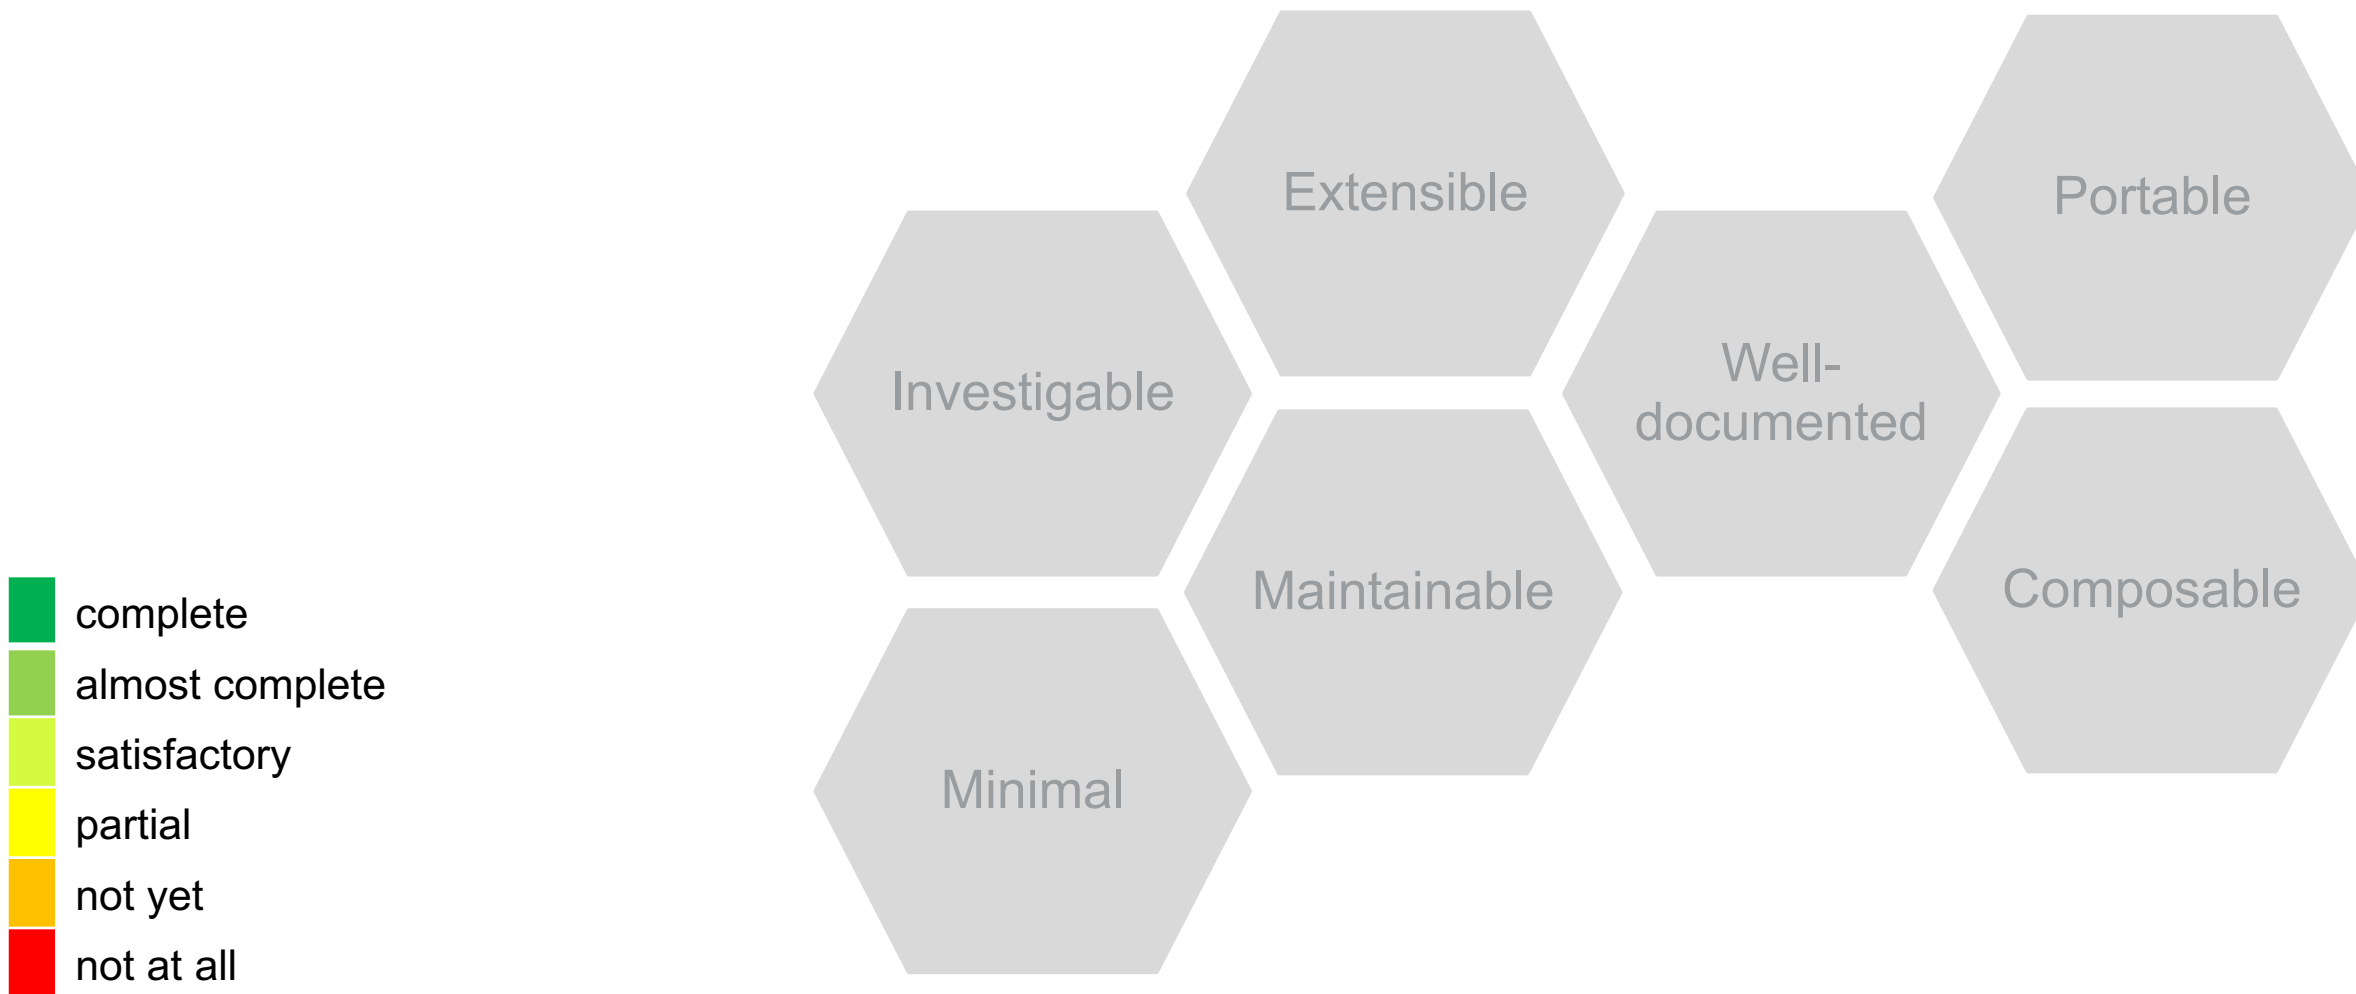 Extensible
Portable
Investigable
Well-
documented
Maintainable
Composable
Minimal
complete
almost complete
satisfactory
partial
not yet
not at all